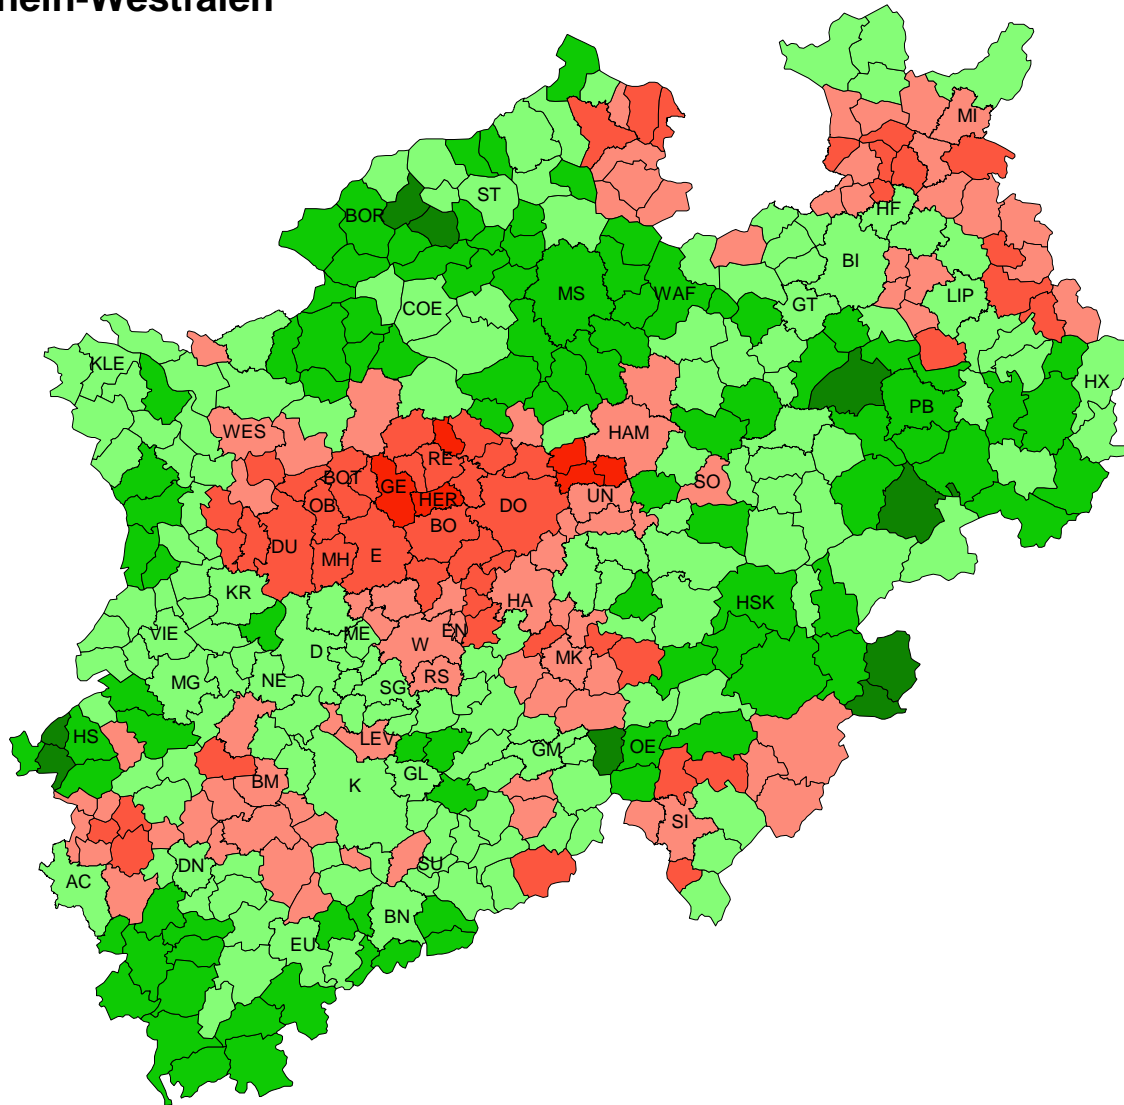 hein-Westfalen
MI
ST
HF
BOR
BI
MS
WAF
LIP
GT
COE
KLE
HX
PB
WES
HAM
RE
BOT
SO
GE
HER
UN
OB
DO
BO
DU
MH
E
KR
HA
HSK
VIE
ME
EN
W
D
MK
RS
MG
NE
SG
HS
LEV
GM
OE
GL
BM
K
SI
DN
SU
AC
BN
EU